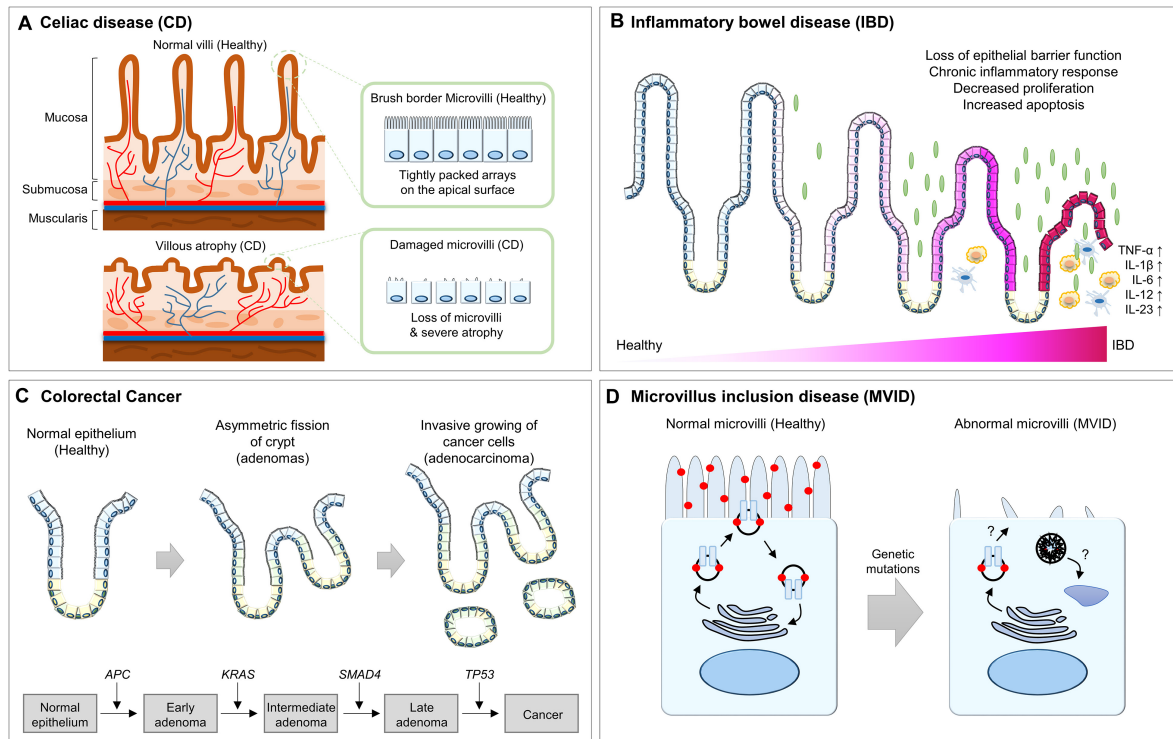 A Celiac disease (CD)
Normal villi (Healthy)
Mucosa
Submucosa
Muscularis
Brush border Microvilli (Healthy)
Tightly packed arrays
on the apical surface
Villous atrophy (CD)
Damaged microvilli (CD)
Loss of microvilli
& severe atrophy
B Inflammatory bowel disease (IBD)
Loss of epithelial barrier function
Chronic inflammatory response
Decreased proliferation
Increased apoptosis
TNF-α ↑
IL-1β ↑
IL-6 ↑
IL-12 ↑
IL-23 ↑
Healthy
IBD
C Colorectal Cancer
Normal epithelium
(Healthy)
Asymmetric fission
of crypt
(adenomas)
Invasive growing of
cancer cells
(adenocarcinoma)
APC
KRAS
SMAD4
TP53
Normal
epithelium
Early
adenoma
Intermediate
adenoma
Late
adenoma
Cancer
D Microvillus inclusion disease (MVID)
Normal microvilli (Healthy)
Abnormal microvilli (MVID)
Genetic
mutations
?
?